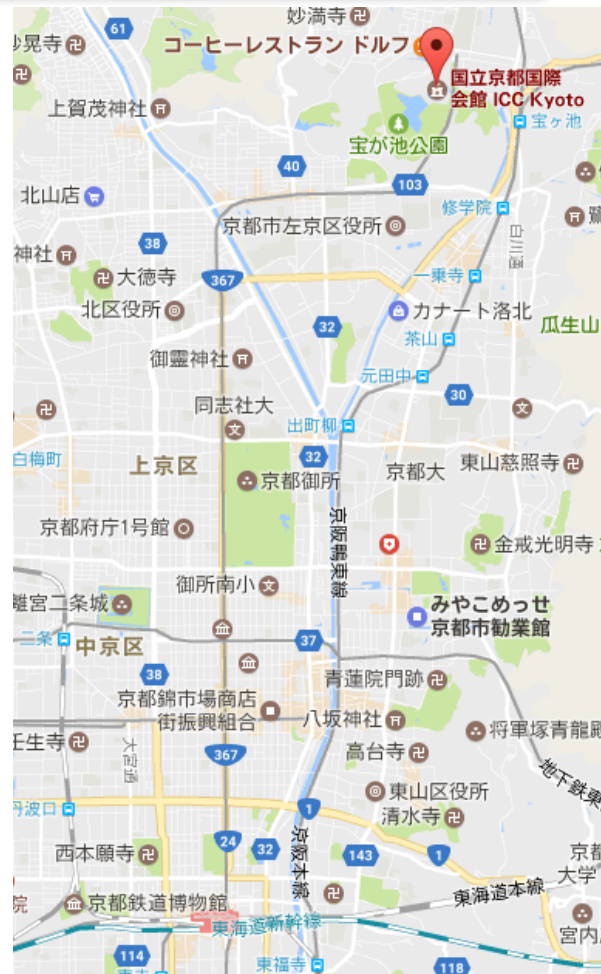 妙満寺
少晃寺
61
コーヒーレストラン ドルフ
国立京都国際
会館 ICC Kyoto
上賀茂神社
宝ヶ池
宝が池公園
40
103
北山店
修学院
鷺
京都市左京区役所
白川通
38
神社
大徳寺
367
一乗寺
北区役所
カナート洛北
32
瓜生山
茶山
御靈神社
元田中
30
同志社大
出町柳
32
白梅町
上京区
京都大
東山慈照寺
京都御所
京阪鴨東線
京都府庁1号館
金戒光明寺
御所南小
離宮二条城
みやこめっせ
京都市勧業館
二条
中京区
37
38
青蓮院門跡
京都錦市場商店
街振興組合
八坂神社
将軍塚青龍殿
壬生寺
大宮通
367
高台寺
地下鉄東
東山区役所
丹波口
1
清水寺
24
32
143
1
西本願寺
京阪本線
京都
大学
東海道本線
院
京都鉄道博物館
東海道新幹線
宮内
114
東福寺
118